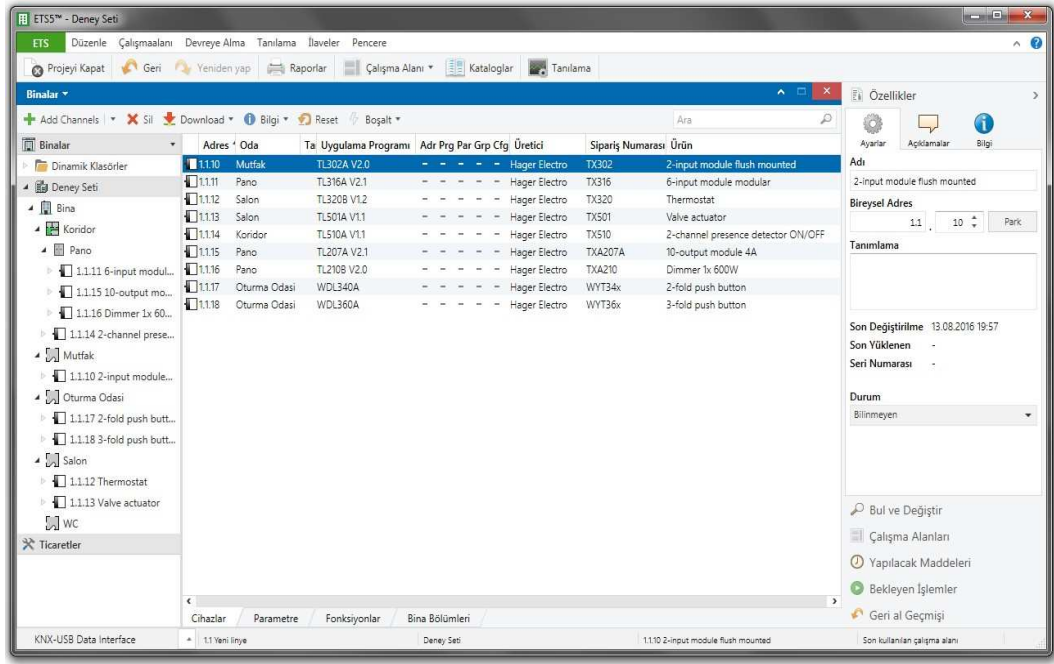 ETS5™ - Deney Seti
ETS Düzenle Çalışmaalanı Devreye Alma Tanılama İlaveler Pencere
Projeyi Kapat Geri Yeniden yap Raporlar Çalışma Alanı Kataloglar Tanılama
Binalar
Add Channels Sil Download Bilgi Reset Boşalt Ara
Binalar
Dinamik Klasörler
Deney Seti
Bina
Koridor
Pano
1.1.11 6-input modul...
1.1.15 10-output mo...
1.1.16 Dimmer 1x 60...
1.1.14 2-channel prese...
Mutfak
1.1.10 2-input module...
Oturma Odasi
1.1.17 2-fold push butt...
1.1.18 3-fold push butt...
Salon
1.1.12 Thermostat
1.1.13 Valve actuator
WC
Ticaretler
Adres Oda Ta Uygulama Programı Adr Prg Par Grp Cfg Üretici Sipariş Numarası Ürün
1.1.10 Mutfak TL302A V2.0 - - - - - Hager Electro TX302 2-input module flush mounted
1.1.11 Pano TL316A V2.1 - - - - - Hager Electro TX316 6-input module modular
1.1.12 Salon TL320B V1.2 - - - - - Hager Electro TX320 Thermostat
1.1.13 Salon TL501A V1.1 - - - - - Hager Electro TX501 Valve actuator
1.1.14 Koridor TL510A V1.1 - - - - - Hager Electro TX510 2-channel presence detector ON/OFF
1.1.15 Pano TL207A V2.1 - - - - - Hager Electro TXA207A 10-output module 4A
1.1.16 Pano TL210B V2.0 - - - - - Hager Electro TXA210 Dimmer 1x 600W
1.1.17 Oturma Odasi WDL340A - - - - - Hager Electro WYT34x 2-fold push button
1.1.18 Oturma Odasi WDL360A - - - - - Hager Electro WYT36x 3-fold push button
Cihazlar Parametre Fonksiyonlar Bina Bölümleri
Özellikler
Ayarlar Açıklamalar Bilgi
Adı
2-input module flush mounted
Bireysel Adres
1.1 . 10 Park
Tanımlama
Son Değiştirilme 13.08.2016 19:57
Son Yüklenen -
Seri Numarası -
Durum
Bilinmeyen
Bul ve Değiştir
Çalışma Alanları
Yapılacak Maddeleri
Bekleyen İşlemler
Geri al Geçmişi
KNX-USB Data Interface 1.1 Yeni linye Deney Seti 1.1.10 2-input module flush mounted Son kullanılan çalışma alanı